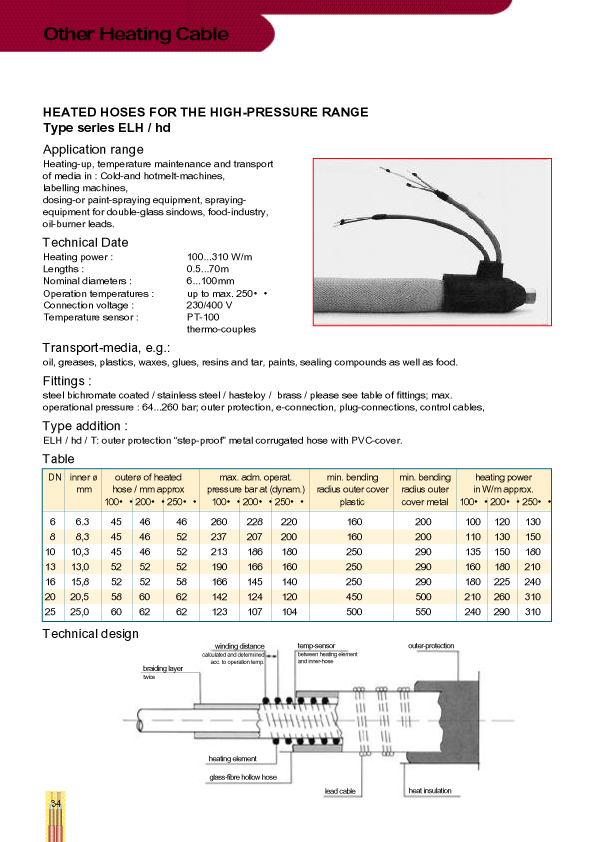 Other Heating Cable
HEATED HOSES FOR THE HIGH-PRESSURE RANGE
Type series ELH / hd
Application range
Heating-up, temperature maintenance and transport
of media in : Cold-and hotmelt-machines,
labelling machines,
dosing-or paint-spraying equipment, spraying-
equipment for double-glass sindows, food-industry,
oil-burner leads.
Technical Date
Heating power : 100...310 W/m
Lengths : 0.5...70m
Nominal diameters : 6...100mm
Operation temperatures : up to max. 250• •
Connection voltage : 230/400 V
Temperature sensor : PT-100
thermo-couples
Transport-media, e.g.:
oil, greases, plastics, waxes, glues, resins and tar, paints, sealing compounds as well as food.
Fittings :
steel bichromate coated / stainless steel / hasteloy / brass / please see table of fittings; max.
operational pressure : 64...260 bar; outer protection, e-connection, plug-connections, control cables,
Type addition :
ELH / hd / T: outer protection “step-proof” metal corrugated hose with PVC-cover.
Table
DN inner ø outerø of heated max. adm. operat. min. bending min. bending heating power
mm hose / mm approx pressure bar at (dynam.) radius outer cover radius outer in W/m approx.
100• • 200• • 250• • 100• • 200• • 250• • plastic cover metal 100• • 200• • 250• •
6 6.3 45 46 46 260 228 220 160 200 100 120 130
8 8,3 45 46 52 237 207 200 160 200 110 130 150
10 10,3 45 46 52 213 186 180 250 290 135 150 180
13 13,0 52 52 52 190 166 160 250 290 160 180 210
16 15,8 52 52 58 166 145 140 250 290 180 225 240
20 20,5 58 60 62 142 124 120 450 500 210 260 310
25 25,0 60 62 62 123 107 104 500 550 240 290 310
Technical design
winding distance temp-sensor outer-protection
calculated and determined between heating element
acc. to operation temp. and inner-hose
braiding layer
twice
heating element
glass-fibre hollow hose
lead cable heat insulation
34